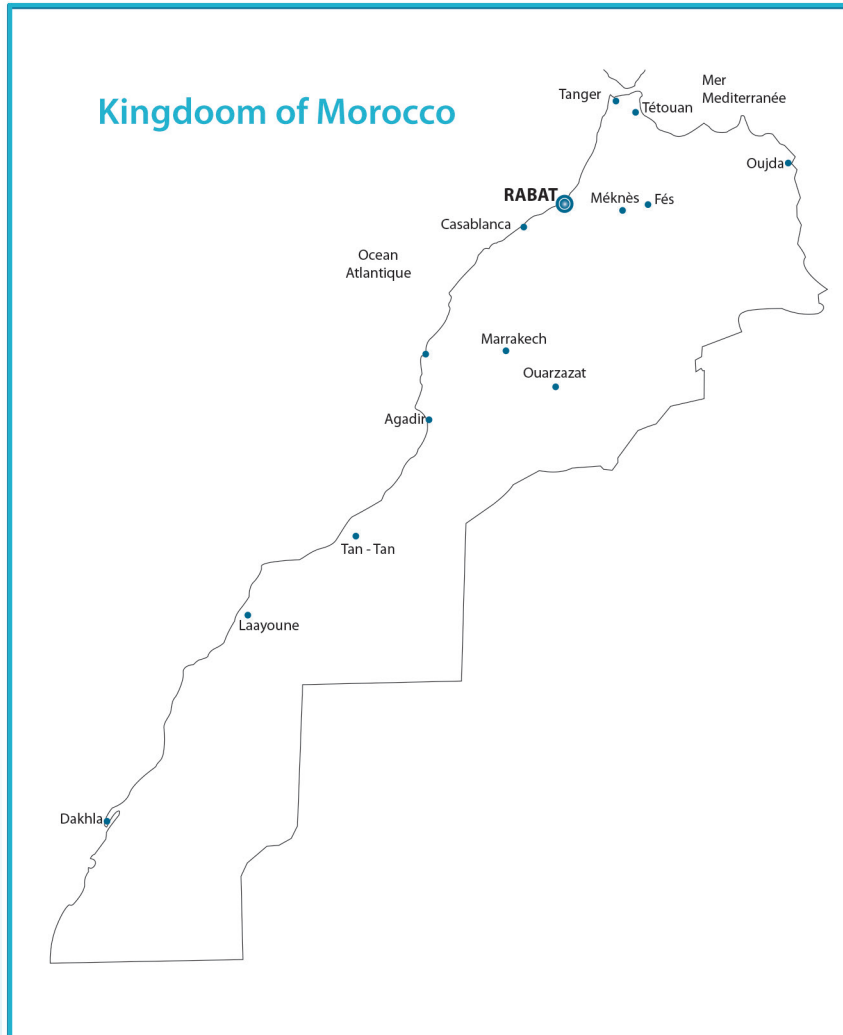 Kingdoom of Morocco
Mer
Mediterranée
Tanger
Tétouan
Oujda
RABAT
Méknès
Fés
Casablanca
Ocean
Atlantique
Marrakech
Ouarzazat
Agadir
Tan - Tan
Laayoune
Dakhla